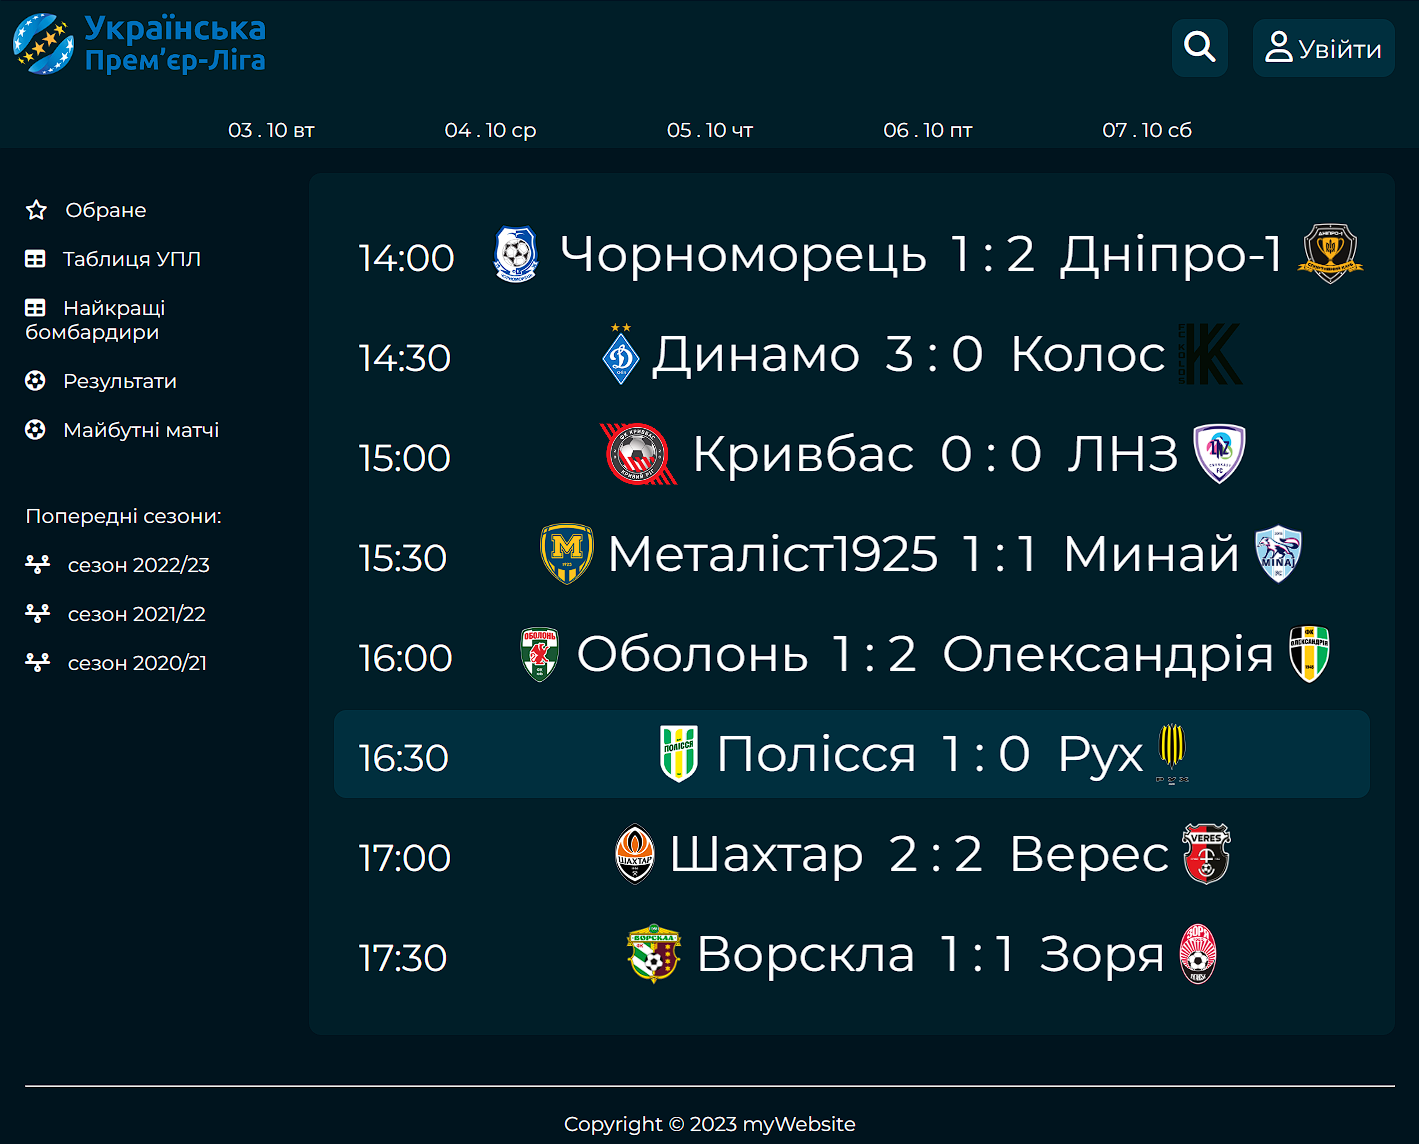 Українська
Прем’єр-Ліга
Увійти
03 . 10 вт 04 . 10 ср 05 . 10 чт 06 . 10 пт 07 . 10 сб
Обране
Таблиця УПЛ
Найкращі
бомбардири
Результати
Майбутні матчі
Попередні сезони:
сезон 2022/23
сезон 2021/22
сезон 2020/21
14:00 Чорноморець 1 : 2 Дніпро-1
14:30 Динамо 3 : 0 Колос
15:00 Кривбас 0 : 0 ЛНЗ
15:30 Металіст1925 1 : 1 Минай
16:00 Оболонь 1 : 2 Олександрія
16:30 Полісся 1 : 0 Рух
17:00 Шахтар 2 : 2 Верес
17:30 Ворскла 1 : 1 Зоря
Copyright © 2023 myWebsite